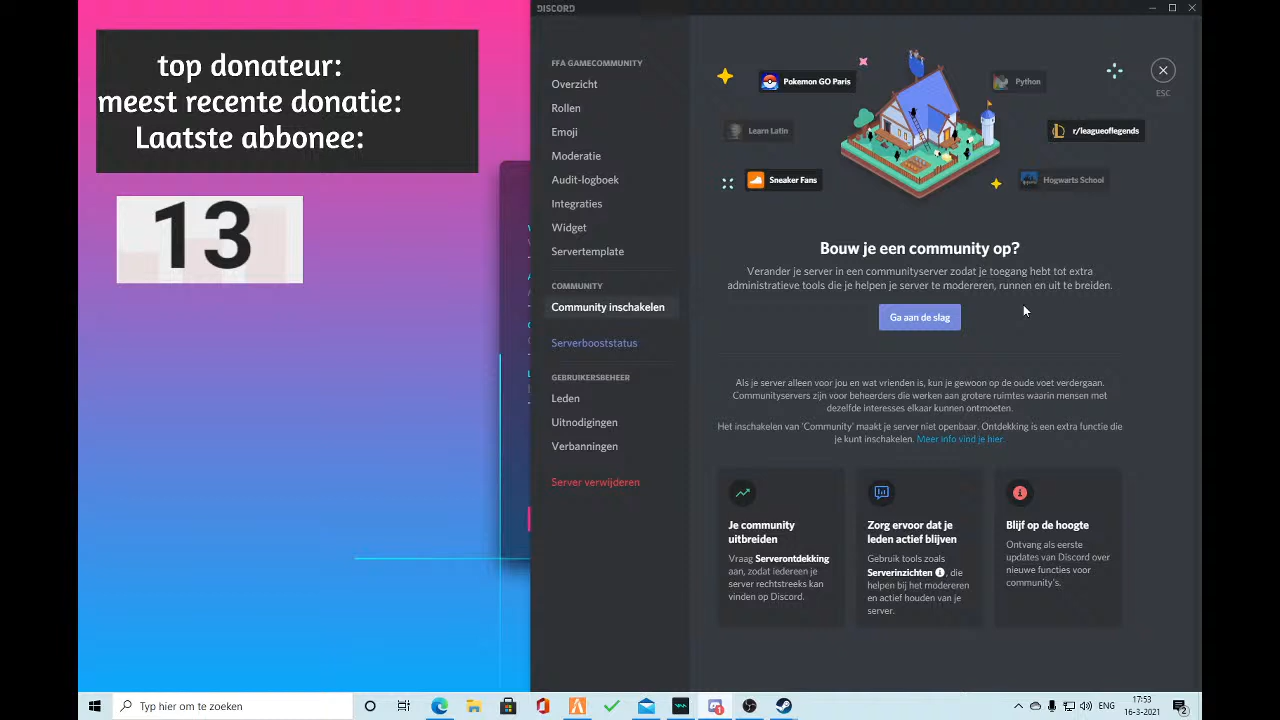 top donateur:
meest recente donatie:
Laatste abbonee:
13
DISCORD
FFA GAMECOMMUNITY
Overzicht
Rollen
Emoji
Moderatie
Audit-logboek
Integraties
Widget
Servertemplate
COMMUNITY
Community inschakelen
Serverbooststatus
GEBRUIKERSBEHEER
Leden
Uitnodigingen
Verbanningen
Server verwijderen
Pokemon GO Paris
Python
Learn Latin
r/leagueoflegends
Sneaker Fans
Hogwarts School
ESC
Bouw je een community op?
Verander je server in een communityserver zodat je toegang hebt tot extra
administratieve tools die je helpen je server te modereren, runnen en uit te breiden.
Ga aan de slag
Als je server alleen voor jou en wat vrienden is, kun je gewoon op de oude voet verdergaan.
Communityservers zijn voor beheerders die werken aan grotere ruimtes waarin mensen met
dezelfde interesses elkaar kunnen ontmoeten.
Het inschakelen van 'Community' maakt je server niet openbaar. Ontdekking is een extra functie die
je kunt inschakelen. Meer info vind je hier.
Je community
uitbreiden
Vraag Serverontdekking
aan, zodat iedereen je
server rechtstreeks kan
vinden op Discord.
Zorg ervoor dat je
leden actief blijven
Gebruik tools zoals
Serverinzichten, die
helpen bij het modereren
en actief houden van je
server.
Blijf op de hoogte
Ontvang als eerste
updates van Discord over
nieuwe functies voor
community's.
Typ hier om te zoeken
ENG
17:53
16-3-2021
2